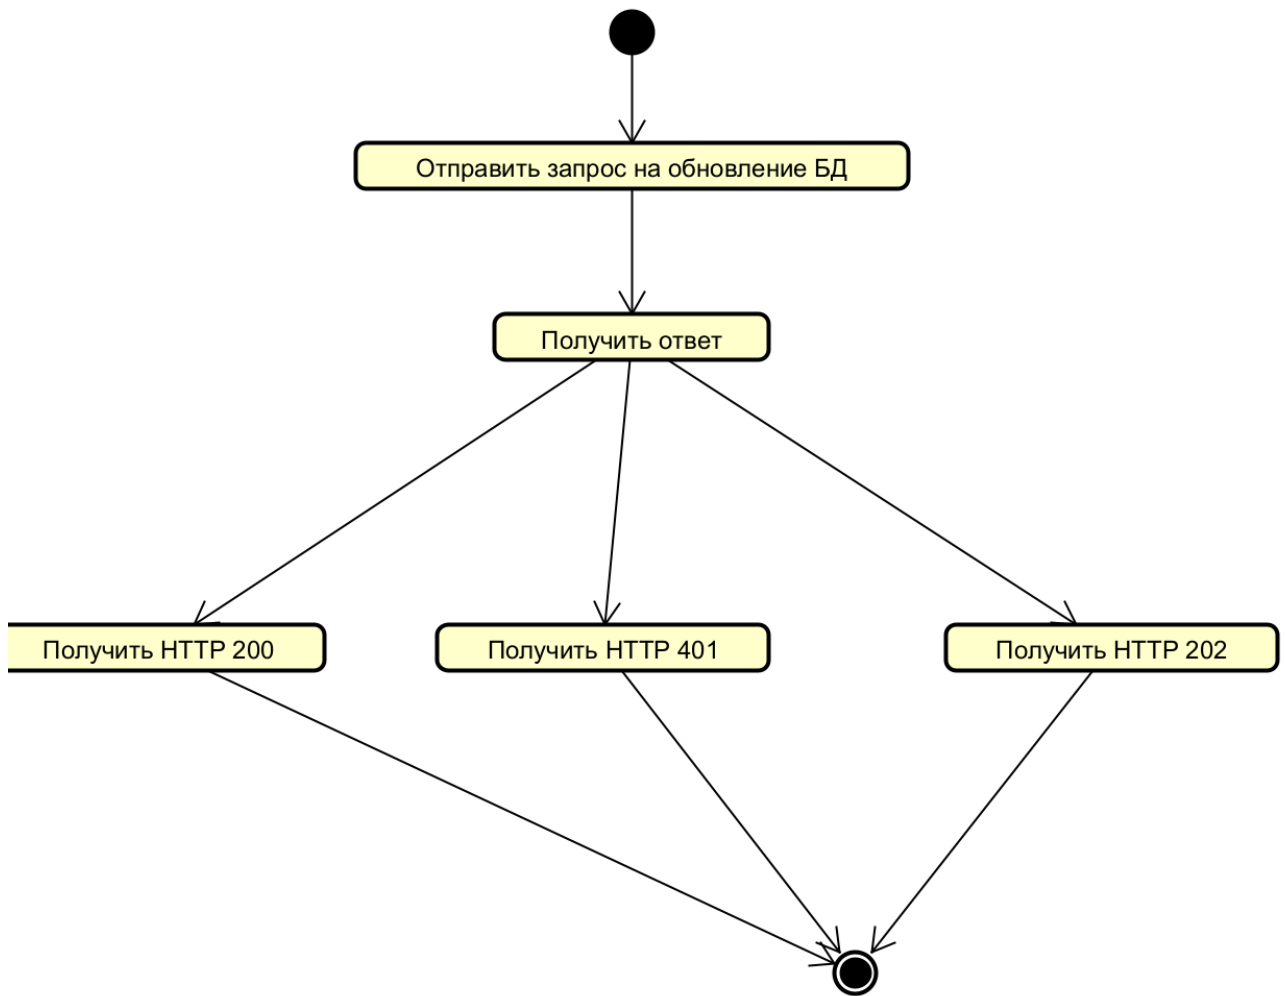 Отправить запрос на обновление БД
Получить ответ
Получить HTTP 200
Получить HTTP 401
Получить HTTP 202